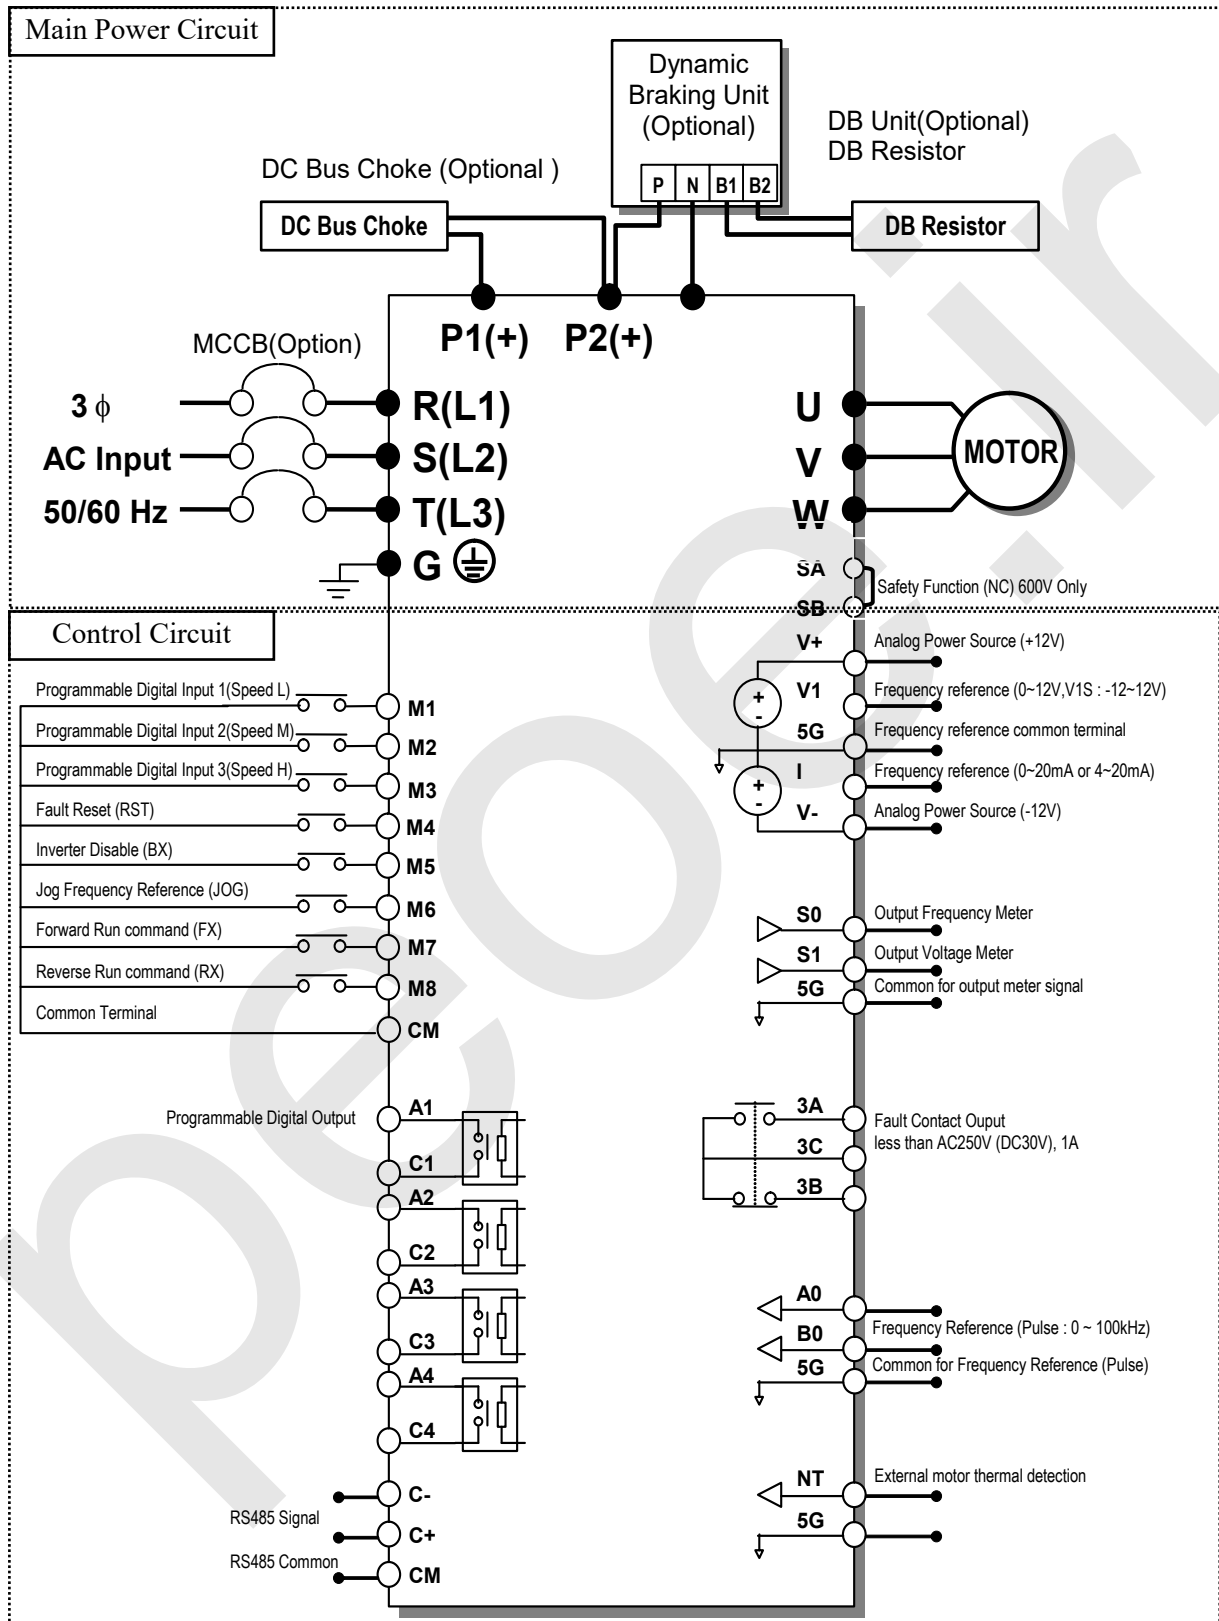 Main Power Circuit
Dynamic
Braking Unit
(Optional)
P N B1 B2
DB Unit(Optional)
DB Resistor
DC Bus Choke (Optional )
DC Bus Choke
DB Resistor
P1(+) P2(+)
MCCB(Option)
3 ϕ
R(L1)
U
AC Input
S(L2)
V
MOTOR
50/60 Hz
T(L3)
W
G
SA
Safety Function (NC) 600V Only
SB
Control Circuit
V+
Analog Power Source (+12V)
Programmable Digital Input 1(Speed L)
M1
+
-
V1
Frequency reference (0~12V,V1S : -12~12V)
Programmable Digital Input 2(Speed M)
M2
5G
Frequency reference common terminal
Programmable Digital Input 3(Speed H)
M3
+
-
I
Frequency reference (0~20mA or 4~20mA)
Fault Reset (RST)
M4
V-
Analog Power Source (-12V)
Inverter Disable (BX)
M5
Jog Frequency Reference (JOG)
M6
S0
Output Frequency Meter
Forward Run command (FX)
M7
S1
Output Voltage Meter
Reverse Run command (RX)
M8
5G
Common for output meter signal
Common Terminal
CM
Programmable Digital Output
A1
3A
Fault Contact Ouput
less than AC250V (DC30V), 1A
C1
3C
A2
3B
C2
A3
A0
Frequency Reference (Pulse : 0 ~ 100kHz)
C3
B0
A4
5G
Common for Frequency Reference (Pulse)
C4
C-
NT
External motor thermal detection
RS485 Signal
C+
5G
RS485 Common
CM
peoe.ir